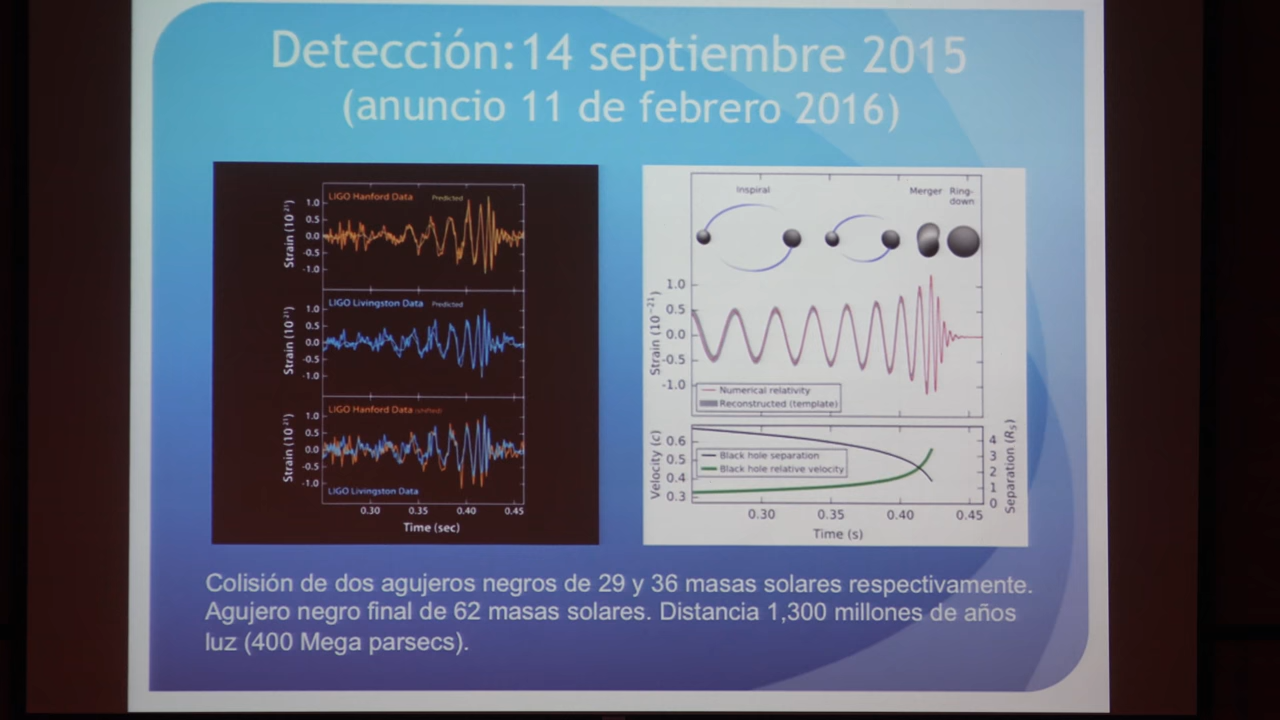 Detección:14 septiembre 2015
(anuncio 11 de febrero 2016)
LIGO Hanford Data Predicted
Strain (10⁻²¹)
1.0
0.5
0.0
-0.5
-1.0
LIGO Livingston Data Predicted
Strain (10⁻²¹)
1.0
0.5
0.0
-0.5
-1.0
LIGO Hanford Data (shifted)
Strain (10⁻²¹)
1.0
0.5
0.0
-0.5
-1.0
LIGO Livingston Data
0.30 0.35 0.40 0.45
Time (sec)
Inspiral
Merger
Ring-
down
Strain (10⁻²¹)
1.0
0.5
0.0
-0.5
-1.0
Numerical relativity
Reconstructed (template)
Velocity (c)
0.6
0.5
0.4
0.3
Black hole separation
Black hole relative velocity
4
3
2
1
0
Separation (R_S)
0.30 0.35 0.40 0.45
Time (s)
Colisión de dos agujeros negros de 29 y 36 masas solares respectivamente.
Agujero negro final de 62 masas solares. Distancia 1,300 millones de años
luz (400 Mega parsecs).